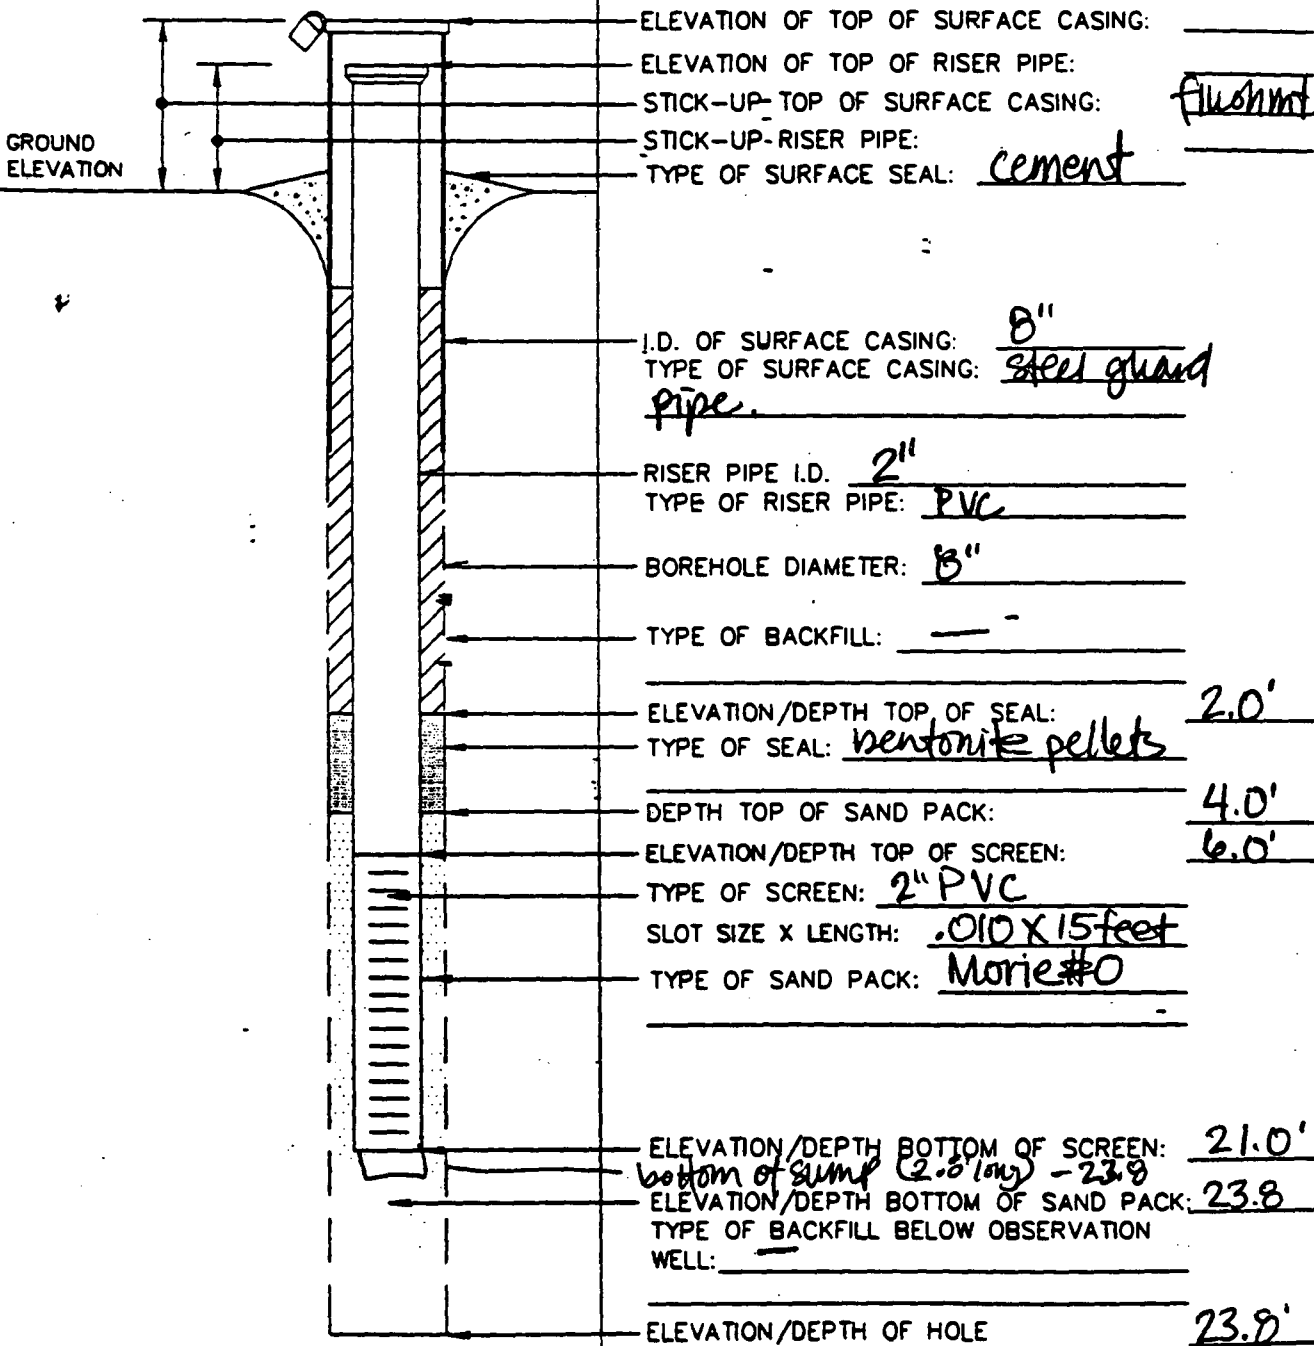 ELEVATION OF TOP OF SURFACE CASING:
ELEVATION OF TOP OF RISER PIPE:
STICK-UP-TOP OF SURFACE CASING: flushmt
STICK-UP-RISER PIPE:
GROUND
ELEVATION
TYPE OF SURFACE SEAL: cement
I.D. OF SURFACE CASING: 8"
TYPE OF SURFACE CASING: steel guard
pipe.
RISER PIPE I.D. 2"
TYPE OF RISER PIPE: PVC
BOREHOLE DIAMETER: 8"
TYPE OF BACKFILL: —
ELEVATION/DEPTH TOP OF SEAL: 2.0'
TYPE OF SEAL: bentonite pellets
DEPTH TOP OF SAND PACK: 4.0'
ELEVATION/DEPTH TOP OF SCREEN: 6.0'
TYPE OF SCREEN: 2" PVC
SLOT SIZE X LENGTH: .010 X 15 feet
TYPE OF SAND PACK: Morie #0
ELEVATION/DEPTH BOTTOM OF SCREEN: 21.0'
bottom of sump (long) - 23.8
ELEVATION/DEPTH BOTTOM OF SAND PACK: 23.8
TYPE OF BACKFILL BELOW OBSERVATION
WELL: —
ELEVATION/DEPTH OF HOLE 23.8'